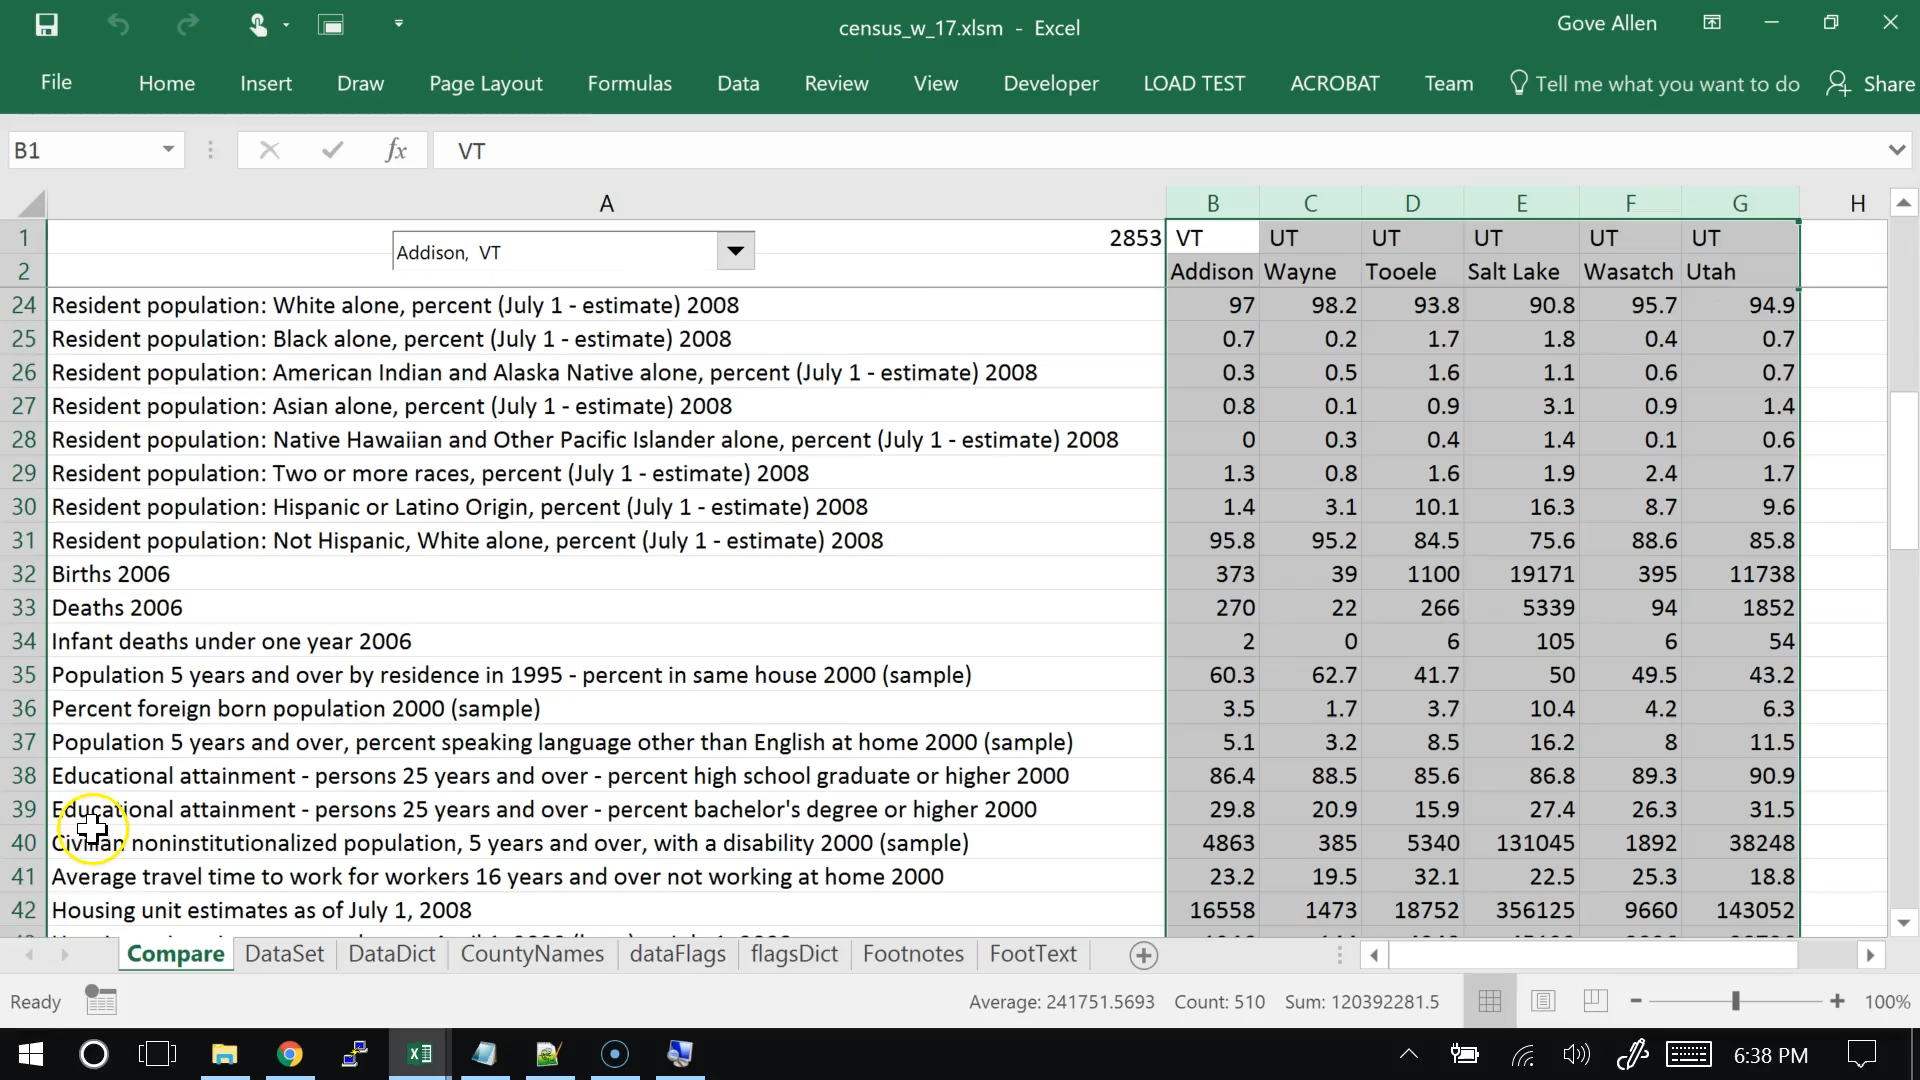 census_w_17.xlsm - Excel
Gove Allen
File Home Insert Draw Page Layout Formulas Data Review View Developer LOAD TEST ACROBAT Team Tell me what you want to do Share
B1 fx VT
A B C D E F G H
1 Addison, VT 2853 VT UT UT UT UT UT
2 Addison Wayne Tooele Salt Lake Wasatch Utah
24 Resident population: White alone, percent (July 1 - estimate) 2008 97 98.2 93.8 90.8 95.7 94.9
25 Resident population: Black alone, percent (July 1 - estimate) 2008 0.7 0.2 1.7 1.8 0.4 0.7
26 Resident population: American Indian and Alaska Native alone, percent (July 1 - estimate) 2008 0.3 0.5 1.6 1.1 0.6 0.7
27 Resident population: Asian alone, percent (July 1 - estimate) 2008 0.8 0.1 0.9 3.1 0.9 1.4
28 Resident population: Native Hawaiian and Other Pacific Islander alone, percent (July 1 - estimate) 2008 0 0.3 0.4 1.4 0.1 0.6
29 Resident population: Two or more races, percent (July 1 - estimate) 2008 1.3 0.8 1.6 1.9 2.4 1.7
30 Resident population: Hispanic or Latino Origin, percent (July 1 - estimate) 2008 1.4 3.1 10.1 16.3 8.7 9.6
31 Resident population: Not Hispanic, White alone, percent (July 1 - estimate) 2008 95.8 95.2 84.5 75.6 88.6 85.8
32 Births 2006 373 39 1100 19171 395 11738
33 Deaths 2006 270 22 266 5339 94 1852
34 Infant deaths under one year 2006 2 0 6 105 6 54
35 Population 5 years and over by residence in 1995 - percent in same house 2000 (sample) 60.3 62.7 41.7 50 49.5 43.2
36 Percent foreign born population 2000 (sample) 3.5 1.7 3.7 10.4 4.2 6.3
37 Population 5 years and over, percent speaking language other than English at home 2000 (sample) 5.1 3.2 8.5 16.2 8 11.5
38 Educational attainment - persons 25 years and over - percent high school graduate or higher 2000 86.4 88.5 85.6 86.8 89.3 90.9
39 Educational attainment - persons 25 years and over - percent bachelor's degree or higher 2000 29.8 20.9 15.9 27.4 26.3 31.5
40 Civilian noninstitutionalized population, 5 years and over, with a disability 2000 (sample) 4863 385 5340 131045 1892 38248
41 Average travel time to work for workers 16 years and over not working at home 2000 23.2 19.5 32.1 22.5 25.3 18.8
42 Housing unit estimates as of July 1, 2008 16558 1473 18752 356125 9660 143052
Compare DataSet DataDict CountyNames dataFlags flagsDict Footnotes FootText
Ready Average: 241751.5693 Count: 510 Sum: 120392281.5 100%
6:38 PM